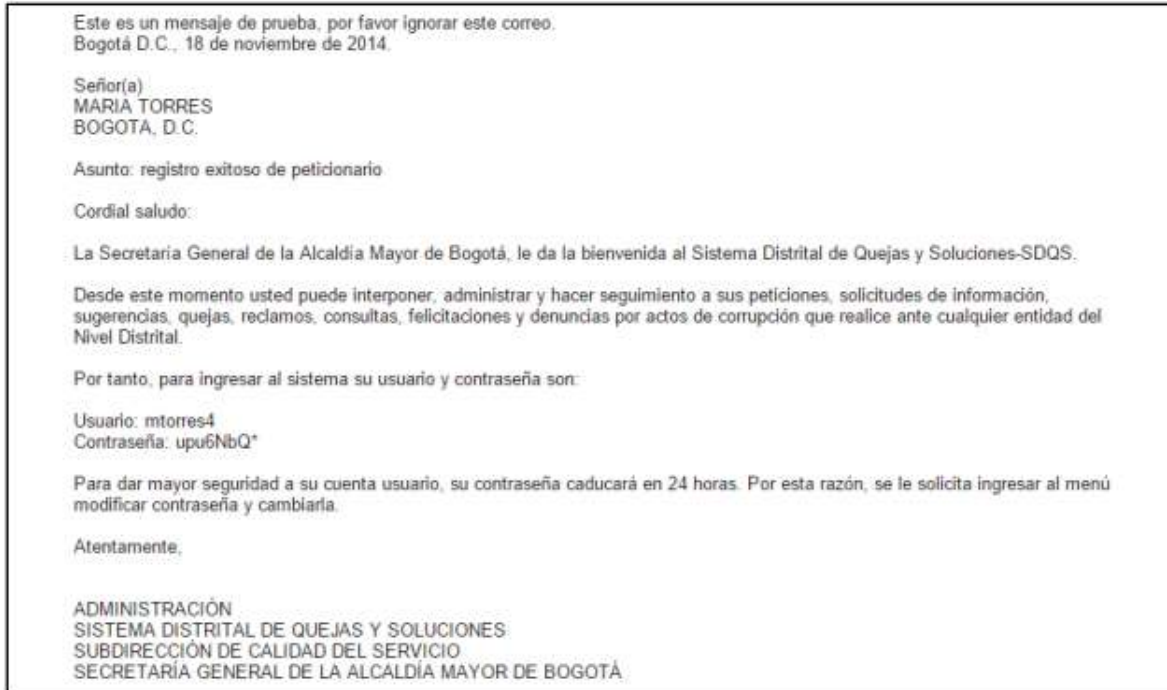 Este es un mensaje de prueba, por favor ignorar este correo.
Bogotá D.C., 18 de noviembre de 2014.
Señor(a)
MARIA TORRES
BOGOTA, D.C.
Asunto: registro exitoso de peticionario
Cordial saludo:
La Secretaría General de la Alcaldía Mayor de Bogotá, le da la bienvenida al Sistema Distrital de Quejas y Soluciones-SDQS.
Desde este momento usted puede interponer, administrar y hacer seguimiento a sus peticiones, solicitudes de información,
sugerencias, quejas, reclamos, consultas, felicitaciones y denuncias por actos de corrupción que realice ante cualquier entidad del
Nivel Distrital.
Por tanto, para ingresar al sistema su usuario y contraseña son:
Usuario: mtorres4
Contraseña: upu6NbQ*
Para dar mayor seguridad a su cuenta usuario, su contraseña caducará en 24 horas. Por esta razón, se le solicita ingresar al menú
modificar contraseña y cambiarla.
Atentamente,
ADMINISTRACIÓN
SISTEMA DISTRITAL DE QUEJAS Y SOLUCIONES
SUBDIRECCIÓN DE CALIDAD DEL SERVICIO
SECRETARÍA GENERAL DE LA ALCALDÍA MAYOR DE BOGOTÁ